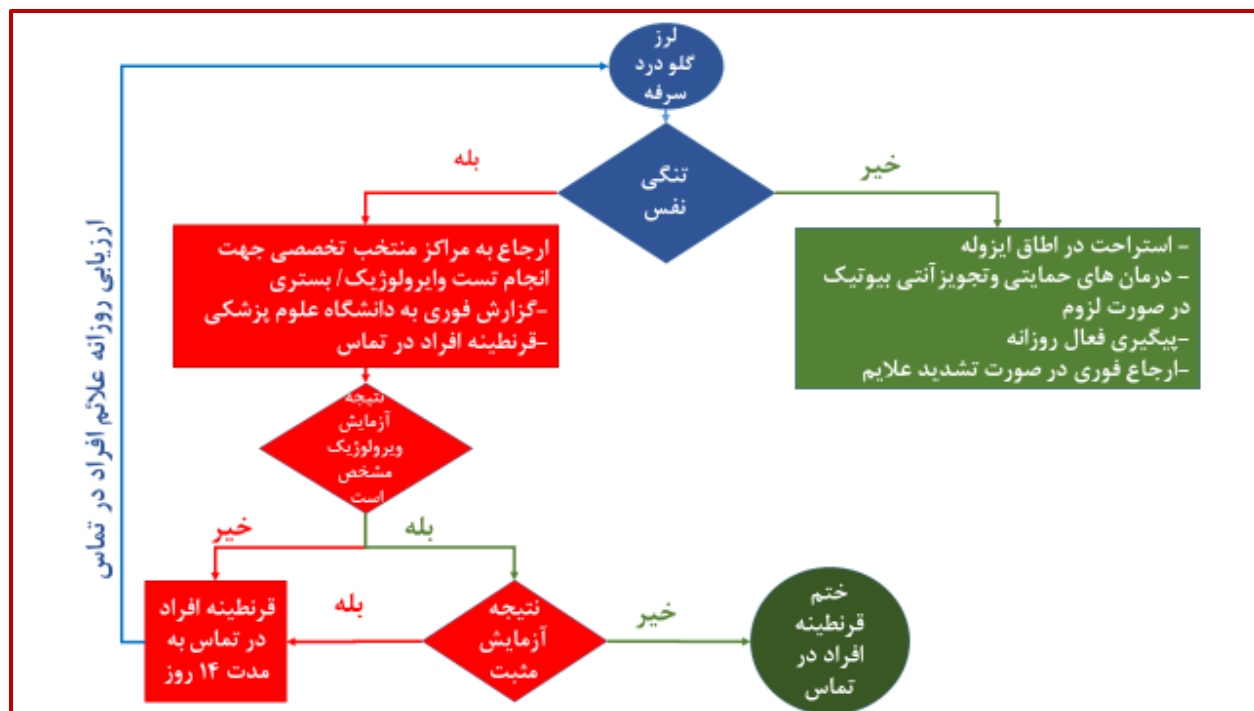 لرز
گلو درد
سرفه
تنگی
نفس
بله
خیر
ارجاع به مراکز منتخب تخصصی جهت
انجام تست وایرولوژیک/ بستری
-گزارش فوری به دانشگاه علوم پزشکی
-قرنطینه افراد در تماس
- استراحت در اطاق ایزوله
- درمان های حمایتی وتجویز آنتی بیوتیک
در صورت لزوم
-پیگیری فعال روزانه
-ارجاع فوری در صورت تشدید علایم
نتیجه
آزمایش
ویرولوژیک
مشخص
است
خیر
بله
قرنطینه افراد
در تماس به
مدت ۱۴ روز
بله
نتیجه
آزمایش
مثبت
خیر
ختم
قرنطینه
افراد در
تماس
ارزیابی روزانه علائم افراد در تماس